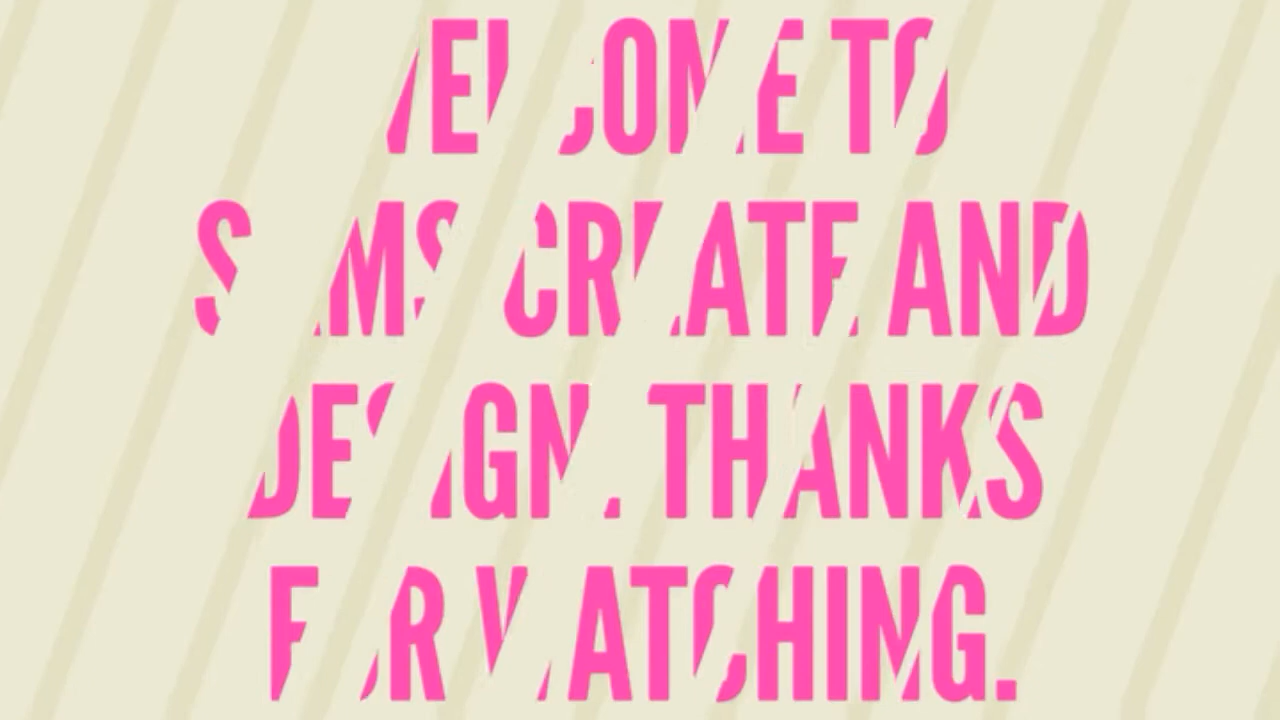 WELCOME TO
SAMS CREATE AND
DESIGN. THANKS
FOR WATCHING.